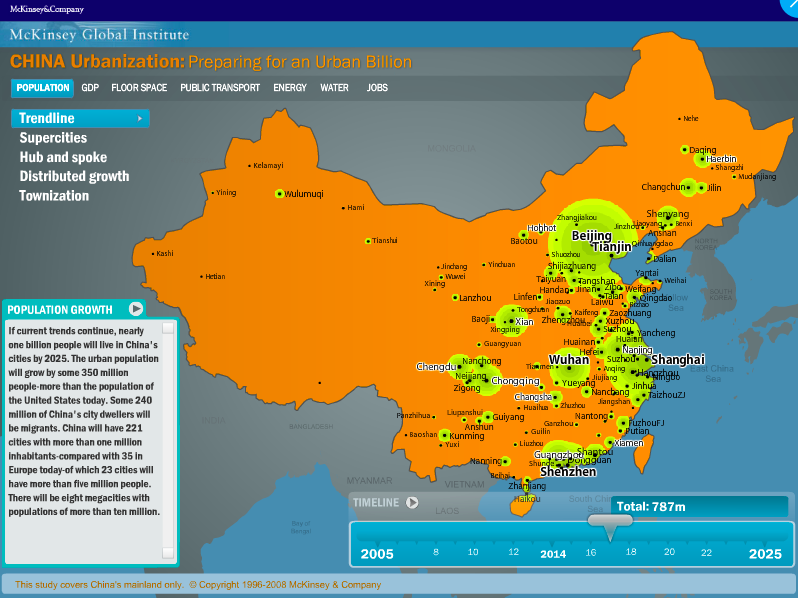 McKinsey&Company
McKinsey Global Institute
CHINA Urbanization: Preparing for an Urban Billion
POPULATION GDP FLOOR SPACE PUBLIC TRANSPORT ENERGY WATER JOBS
Trendline
Supercities
Hub and spoke
Distributed growth
Townization
POPULATION GROWTH
If current trends continue, nearly
one billion people will live in China's
cities by 2025. The urban population
will grow by some 350 million
people-more than the population of
the United States today. Some 240
million of China's city dwellers will
be migrants. China will have 221
cities with more than one million
inhabitants-compared with 35 in
Europe today-of which 23 cities will
have more than five million people.
There will be eight megacities with
populations of more than ten million.
MONGOLIA
Nehe
Daqing
Haerbin
Shangzhi
Mudanjiang
Changchun
Jilin
Kelamayi
Yining
Wulumuqi
Hami
Tianshui
Kashi
Hetian
Shenyang
Liaoyang
Benxi
Anshan
Jinzhou
Qinhuangdao
Zhangjiakou
Hohhot
Baotou
Beijing
Tianjin
NORTH
KOREA
Dalian
Shuozhou
Jinchang
Yinchuan
Wuwei
Xining
Shijiazhuang
Taiyuan
Tangshan
Yantai
Weihai
SOUTH
KOREA
Lanzhou
Linfen
Handan
Jinan
Zibo
Weifang
Taian
Laiwu
Qingdao
Yellow
Sea
Rizhao
Tongchuan
Jiaozuo
Kaifeng
Zaozhuang
Baoji
Xian
Xingping
Zhengzhou
Huaibei
Xuzhou
Suzhou
Yancheng
Guangyuan
Huainan
Huaian
Hefei
Nanjing
Chengdu
Nanchong
Neijiang
Zigong
Chongqing
Tianmen
Wuhan
Anqing
Suzhou
Shanghai
Hangzhou
Ningbo
East China
Sea
Yueyang
Jiujiang
Jinhua
Changsha
Nanchang
TaizhouZJ
Jiangshan
Panzhihua
Liupanshui
Guiyang
Huaihua
Zhuzhou
Nantong
Anshun
Ganzhou
FuzhouFJ
Putian
Baoshan
Kunming
Yuxi
Guilin
Liuzhou
Xiamen
BANGLADESH
Nanning
Guangzhou
Shantou
Dongguan
Shenzhen
Beihai
Zhanjiang
Haikou
MYANMAR
VIETNAM
LAOS
South China
Sea
Bay of
Bengal
TIMELINE
Total: 787m
2005 8 10 12 2014 16 18 20 22 2025
This study covers China's mainland only. © Copyright 1996-2008 McKinsey & Company